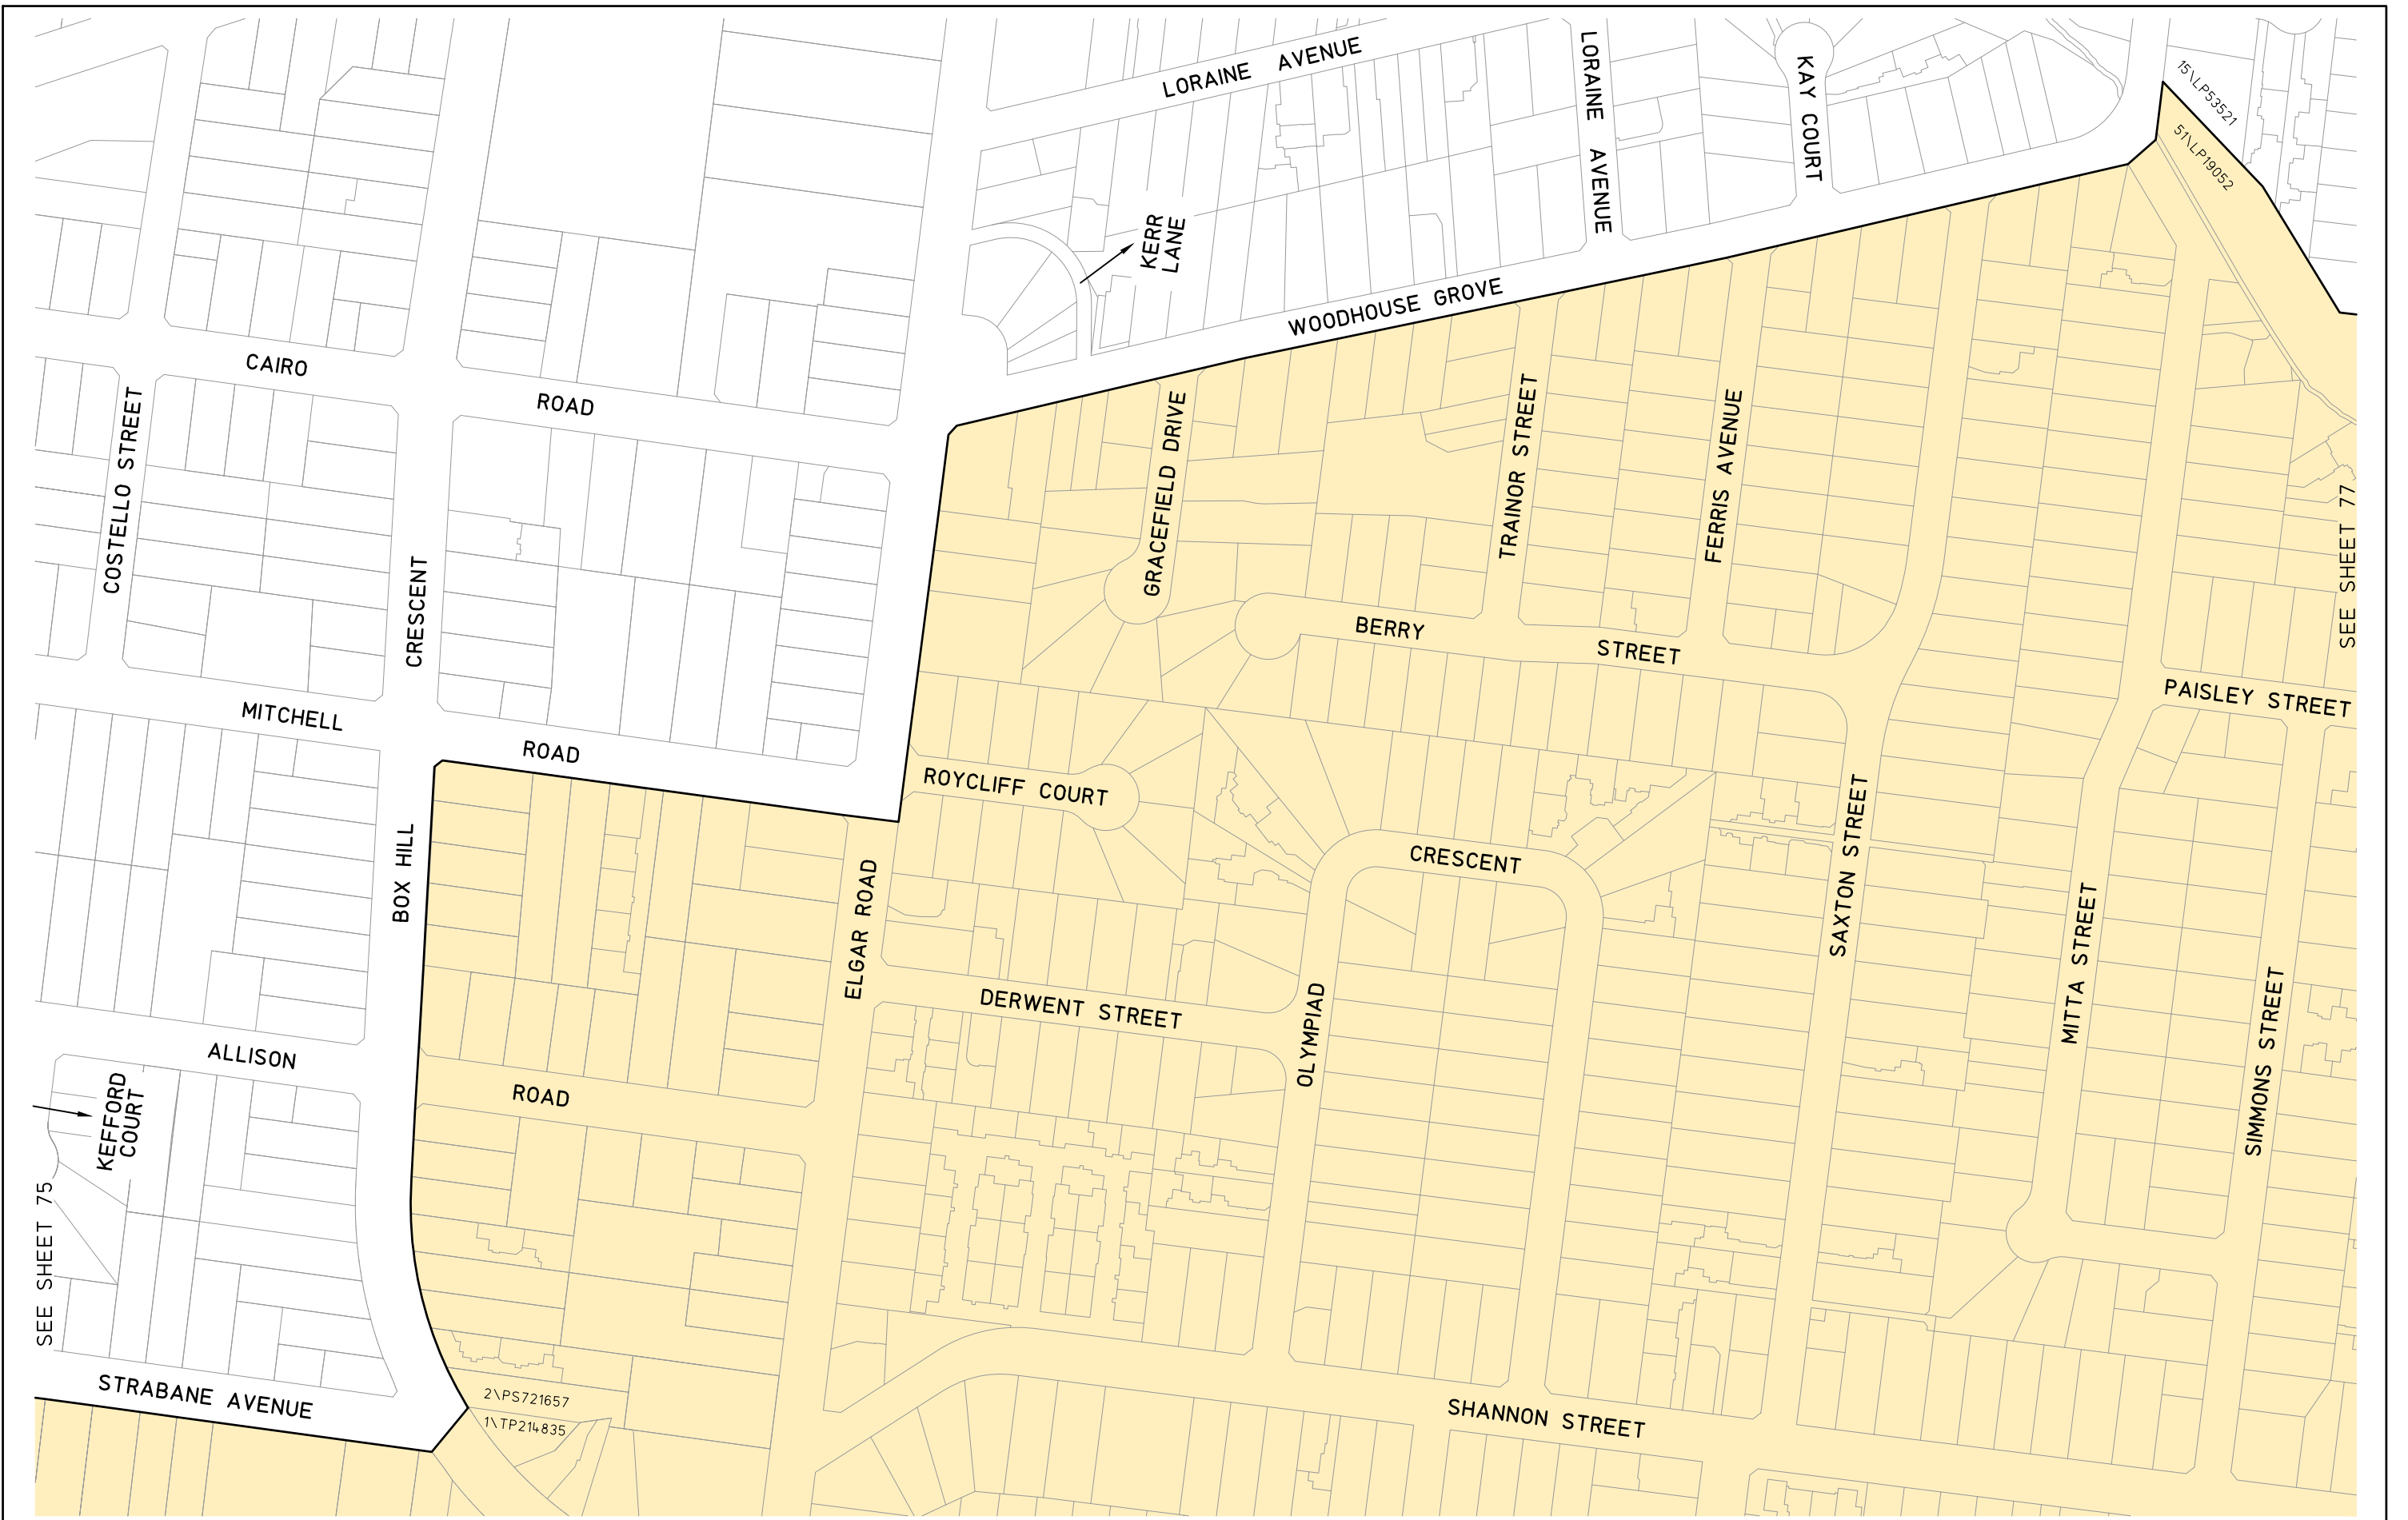 LORAINE AVENUE
LORAINE AVENUE
KAY COURT
15\LP53521
51\LP19052
KERR
LANE
WOODHOUSE GROVE
CAIRO
ROAD
COSTELLO STREET
CRESCENT
GRACEFIELD DRIVE
TRAINOR STREET
FERRIS AVENUE
SEE SHEET 77
BERRY
STREET
PAISLEY STREET
MITCHELL
ROAD
ROYCLIFF COURT
BOX HILL
ELGAR ROAD
CRESCENT
SAXTON STREET
MITTA STREET
SIMMONS STREET
DERWENT STREET
OLYMPIAD
ALLISON
ROAD
KEFFORD
COURT
SEE SHEET 75
STRABANE AVENUE
2\PS721657
1\TP214835
SHANNON STREET